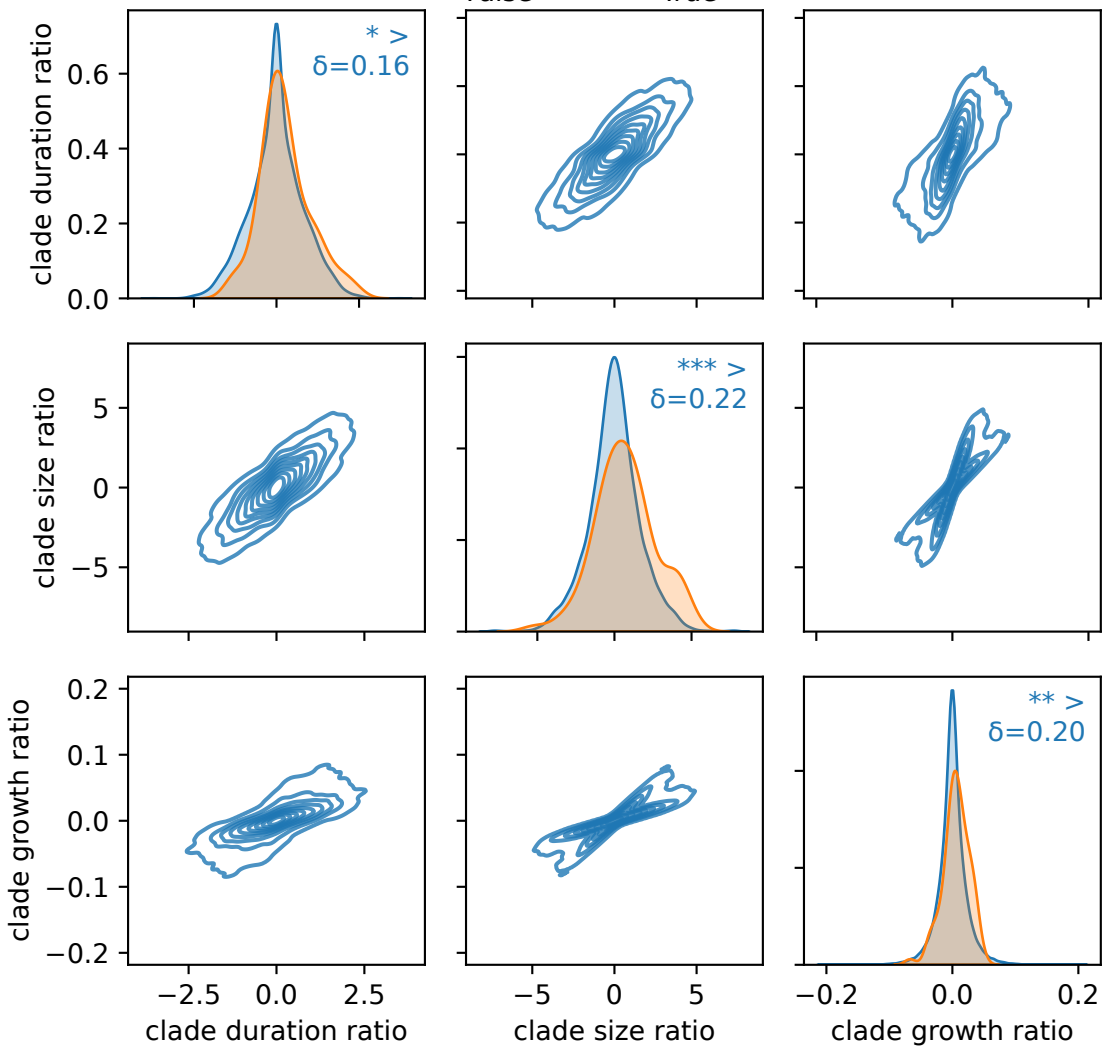 clade duration ratio
0.6
0.4
0.2
0.0
* >
δ=0.16
clade size ratio
5
0
−5
*** >
δ=0.22
clade growth ratio
0.2
0.1
0.0
−0.1
−0.2
** >
δ=0.20
−2.5
0.0
2.5
−5
0
5
−0.2
0.0
0.2
clade duration ratio
clade size ratio
clade growth ratio